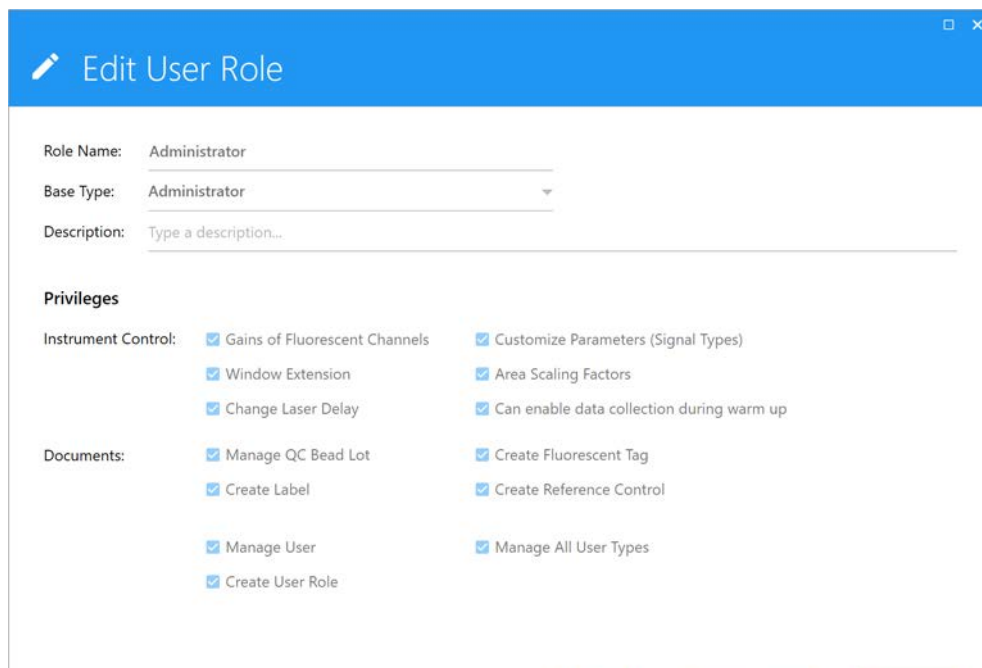 Edit User Role
Role Name: Administrator
Base Type: Administrator
Description: Type a description...
Privileges
Instrument Control: Gains of Fluorescent Channels Customize Parameters (Signal Types)
Window Extension Area Scaling Factors
Change Laser Delay Can enable data collection during warm up
Documents: Manage QC Bead Lot Create Fluorescent Tag
Create Label Create Reference Control
Manage User Manage All User Types
Create User Role